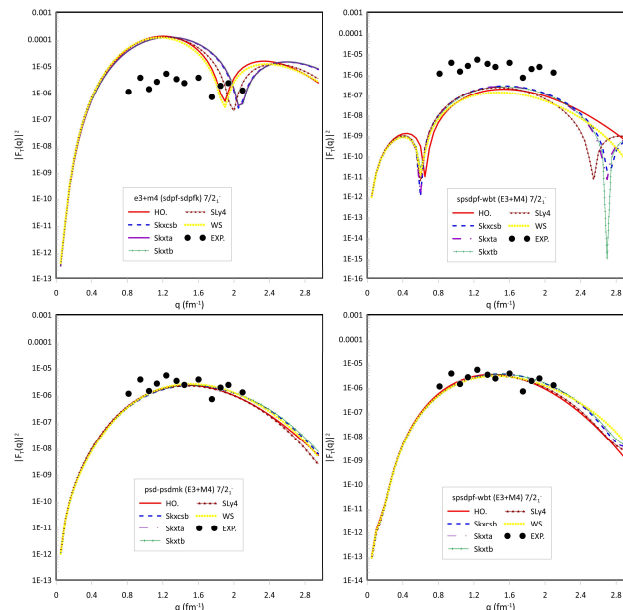 0.001
0.0001
1E-05
1E-06
1E-07
1E-08
1E-09
1E-10
1E-11
1E-12
1E-13
|F_T(q)|²
0 0.4 0.8 1.2 1.6 2 2.4 2.8
q (fm⁻¹)
e3+m4 (sdpf-sdpfk) 7/2₁⁻
HO. SLy4
Skxcsb WS
Skxta EXP.
Skxtb
0.001
0.0001
1E-05
1E-06
1E-07
1E-08
1E-09
1E-10
1E-11
1E-12
1E-13
1E-14
1E-15
1E-16
|F_T(q)|²
0 0.4 0.8 1.2 1.6 2 2.4 2.8
q (fm⁻¹)
spsdpf-wbt (E3+M4) 7/2₁⁻
HO. SLy4
Skxcsb WS
Skxta EXP.
Skxtb
0.001
0.0001
1E-05
1E-06
1E-07
1E-08
1E-09
1E-10
1E-11
1E-12
1E-13
|F_T(q)|²
0 0.4 0.8 1.2 1.6 2 2.4 2.8
q (fm⁻¹)
psd-psdmk (E3+M4) 7/2₁⁻
HO. SLy4
Skxcsb WS
Skxta EXP.
Skxtb
0.001
0.0001
1E-05
1E-06
1E-07
1E-08
1E-09
1E-10
1E-11
1E-12
1E-13
1E-14
|F_T(q)|²
0 0.4 0.8 1.2 1.6 2 2.4 2.8
q (fm⁻¹)
spsdpf-wbt (E3+M4) 7/2₁⁻
HO. SLy4
Skxcsb WS
Skxta EXP.
Skxtb